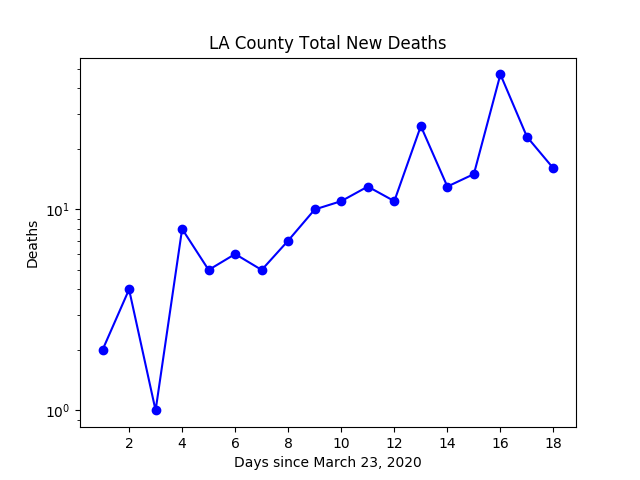 LA County Total New Deaths
Deaths
10¹
10⁰
2 4 6 8 10 12 14 16 18
Days since March 23, 2020